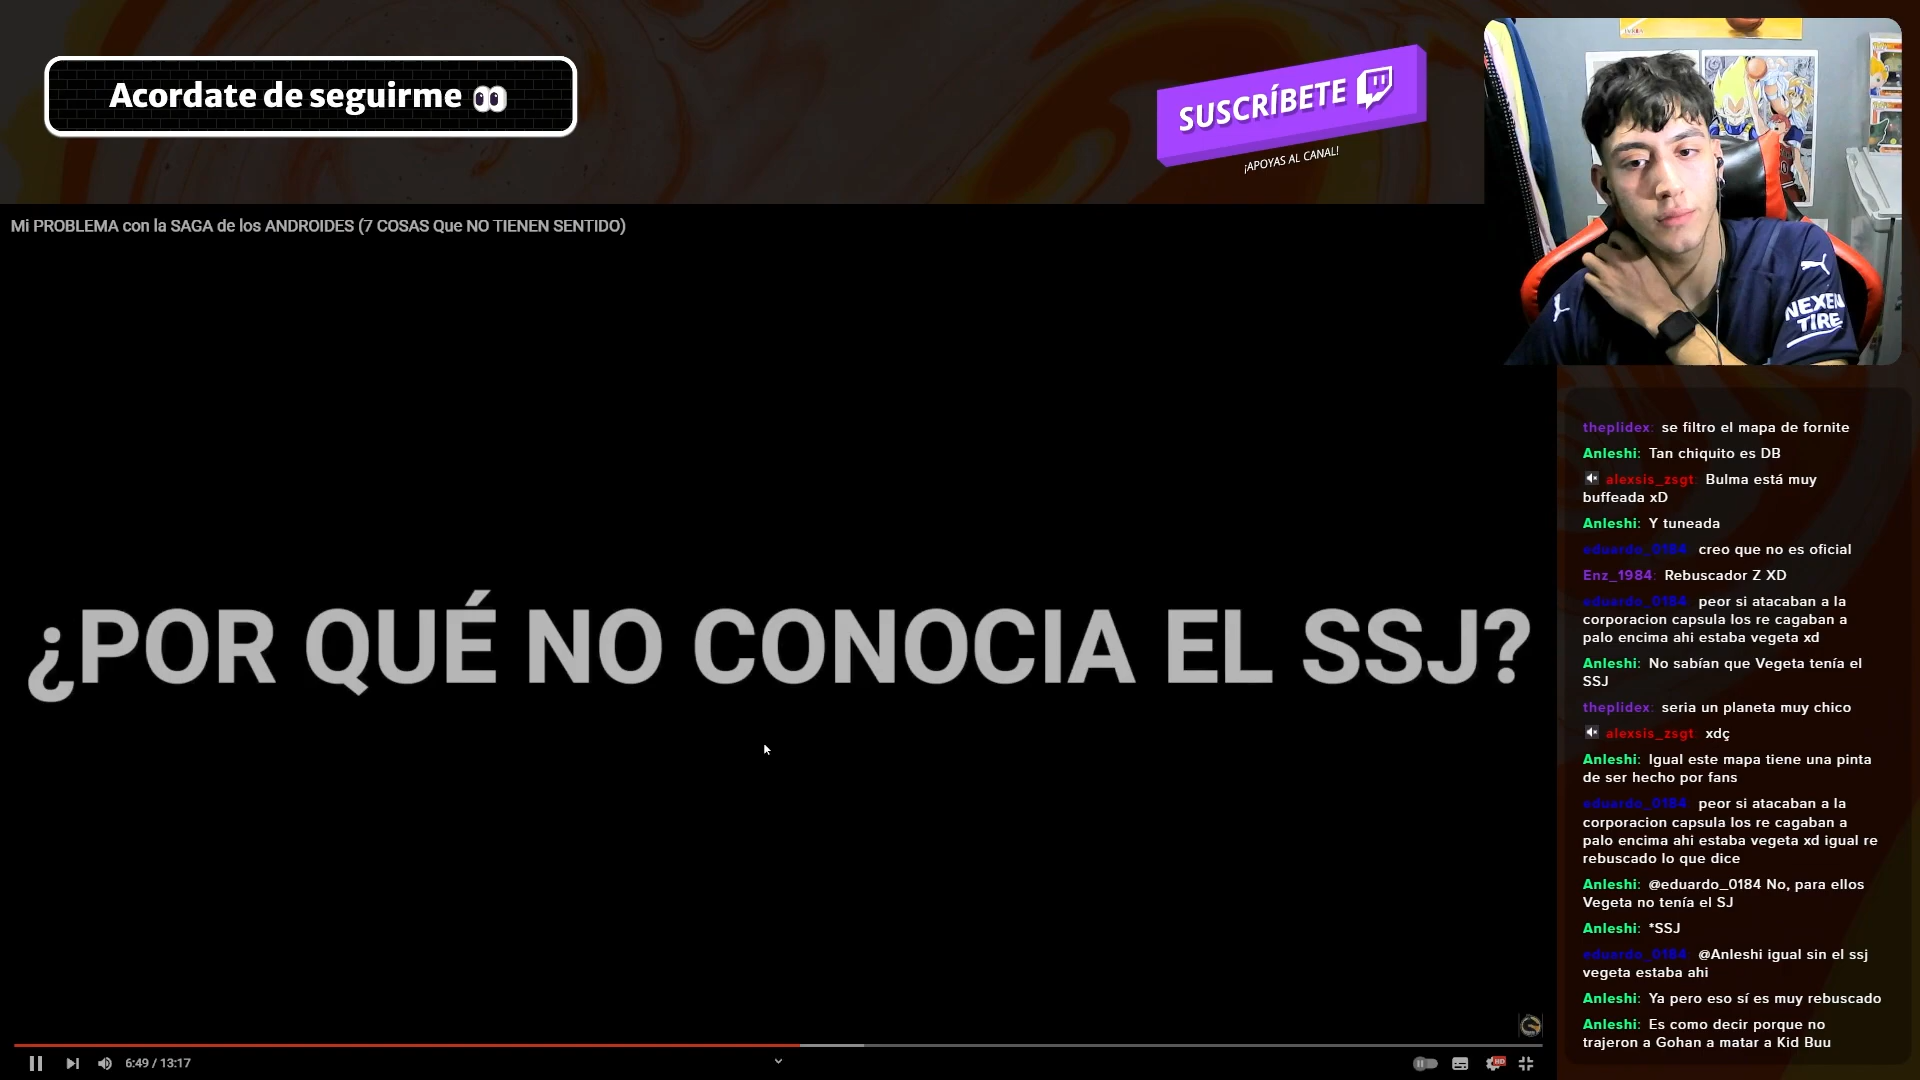 Acordate de seguirme 👀
SUSCRÍBETE
¡APOYAS AL CANAL!
NEXEN
TIRE
Mi PROBLEMA con la SAGA de los ANDROIDES (7 COSAS Que NO TIENEN SENTIDO)
¿POR QUÉ NO CONOCIA EL SSJ?
theplidex: se filtro el mapa de fornite
Anleshi: Tan chiquito es DB
alexsis_zsgt: Bulma está muy
buffeada xD
Anleshi: Y tuneada
eduardo_0184: creo que no es oficial
Enz_1984: Rebuscador Z XD
eduardo_0184: peor si atacaban a la
corporacion capsula los re cagaban a
palo encima ahi estaba vegeta xd
Anleshi: No sabían que Vegeta tenía el
SSJ
theplidex: seria un planeta muy chico
alexsis_zsgt: xdç
Anleshi: Igual este mapa tiene una pinta
de ser hecho por fans
eduardo_0184: peor si atacaban a la
corporacion capsula los re cagaban a
palo encima ahi estaba vegeta xd igual re
rebuscado lo que dice
Anleshi: @eduardo_0184 No, para ellos
Vegeta no tenía el SJ
Anleshi: *SSJ
eduardo_0184: @Anleshi igual sin el ssj
vegeta estaba ahi
Anleshi: Ya pero eso sí es muy rebuscado
Anleshi: Es como decir porque no
trajeron a Gohan a matar a Kid Buu
6:49 / 13:17
HD